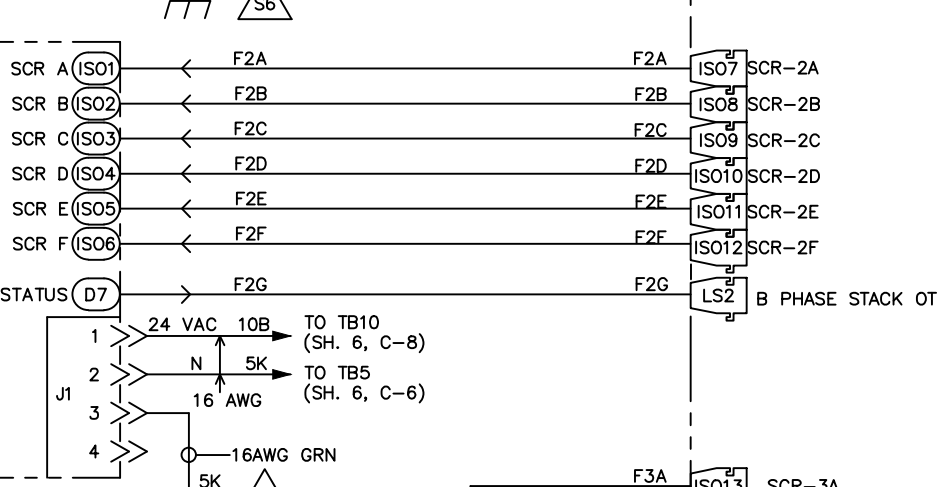 S6
SCR A ISO1 F2A F2A ISO7 SCR-2A
SCR B ISO2 F2B F2B ISO8 SCR-2B
SCR C ISO3 F2C F2C ISO9 SCR-2C
SCR D ISO4 F2D F2D ISO10 SCR-2D
SCR E ISO5 F2E F2E ISO11 SCR-2E
SCR F ISO6 F2F F2F ISO12 SCR-2F
STATUS D7 F2G F2G LS2 B PHASE STACK OT
1 24 VAC 10B TO TB10
(SH. 6, C-8)
2 N 5K TO TB5
(SH. 6, C-6)
J1
16 AWG
3
4 16AWG GRN
5K
F3A ISO13 SCR-3A